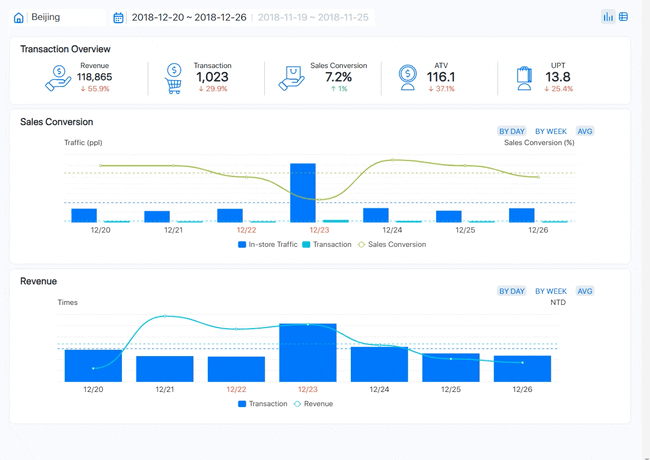 Beijing 2018-12-20 ~ 2018-12-26 2018-11-19 ~ 2018-11-25
Transaction Overview
Revenue
118,865
↓ 55.9%
Transaction
1,023
↓ 29.9%
Sales Conversion
7.2%
↑ 1%
ATV
116.1
↓ 37.1%
UPT
13.8
↓ 25.4%
Sales Conversion
BY DAY BY WEEK AVG
Traffic (ppl) Sales Conversion (%)
12/20 12/21 12/22 12/23 12/24 12/25 12/26
In-store Traffic Transaction Sales Conversion
Revenue
BY DAY BY WEEK AVG
Times NTD
12/20 12/21 12/22 12/23 12/24 12/25 12/26
Transaction Revenue